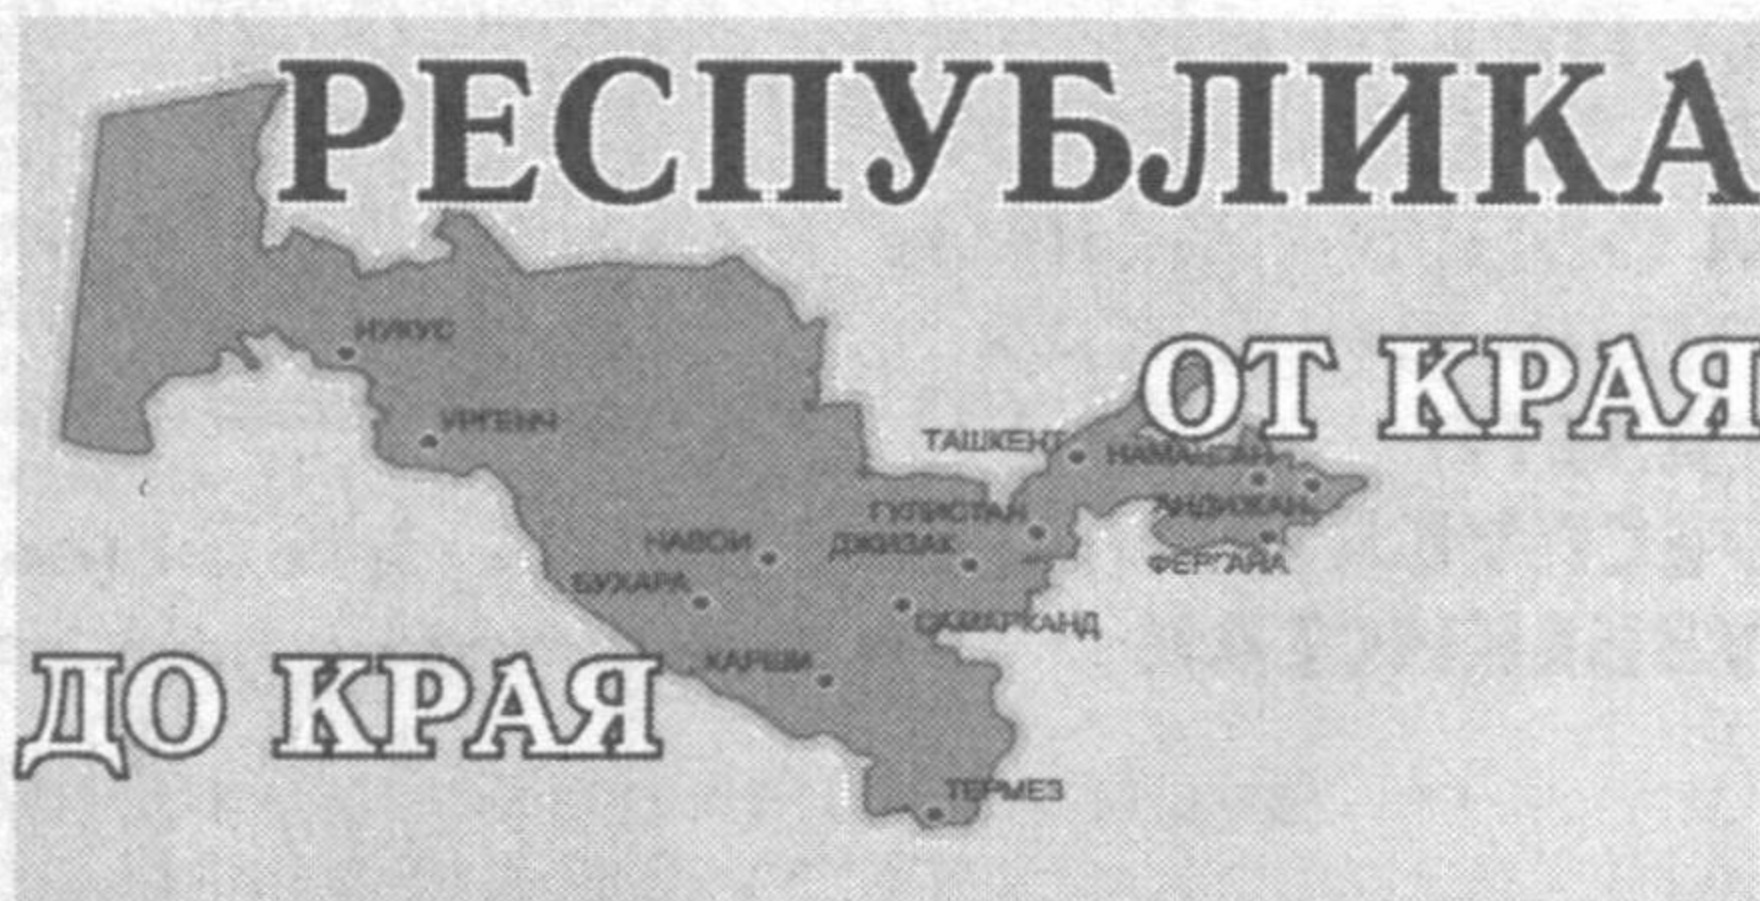 РЕСПУБЛИКА
ОТ КРАЯ
НУКУС
УРГЕНЧ
ТАШКЕНТ
НАМАНГАН
АНДИЖАН
ГУЛИСТАН
НАВОИ
ДЖИЗАК
ФЕРГАНА
БУХАРА
САМАРКАНД
КАРШИ
ДО КРАЯ
ТЕРМЕЗ